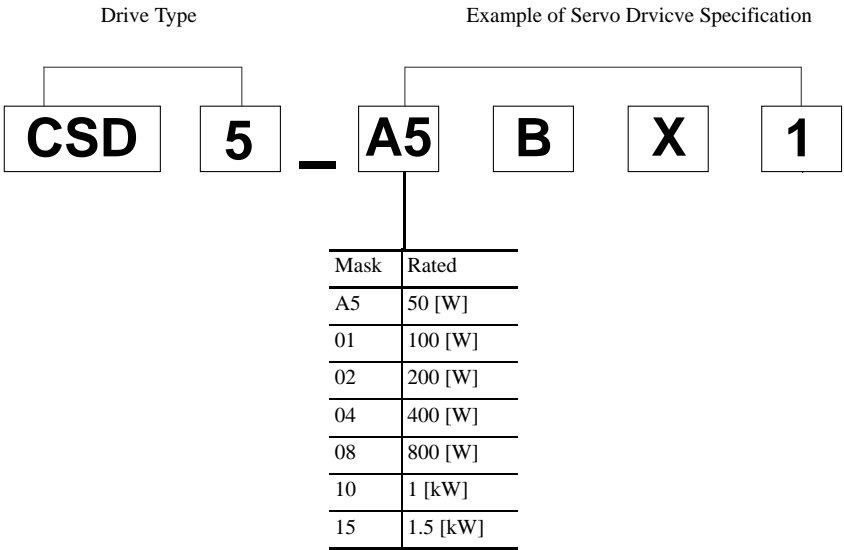 Drive Type Example of Servo Drvicve Specification
CSD 5 – A5 B X 1
Mask Rated
A5 50 [W]
01 100 [W]
02 200 [W]
04 400 [W]
08 800 [W]
10 1 [kW]
15 1.5 [kW]